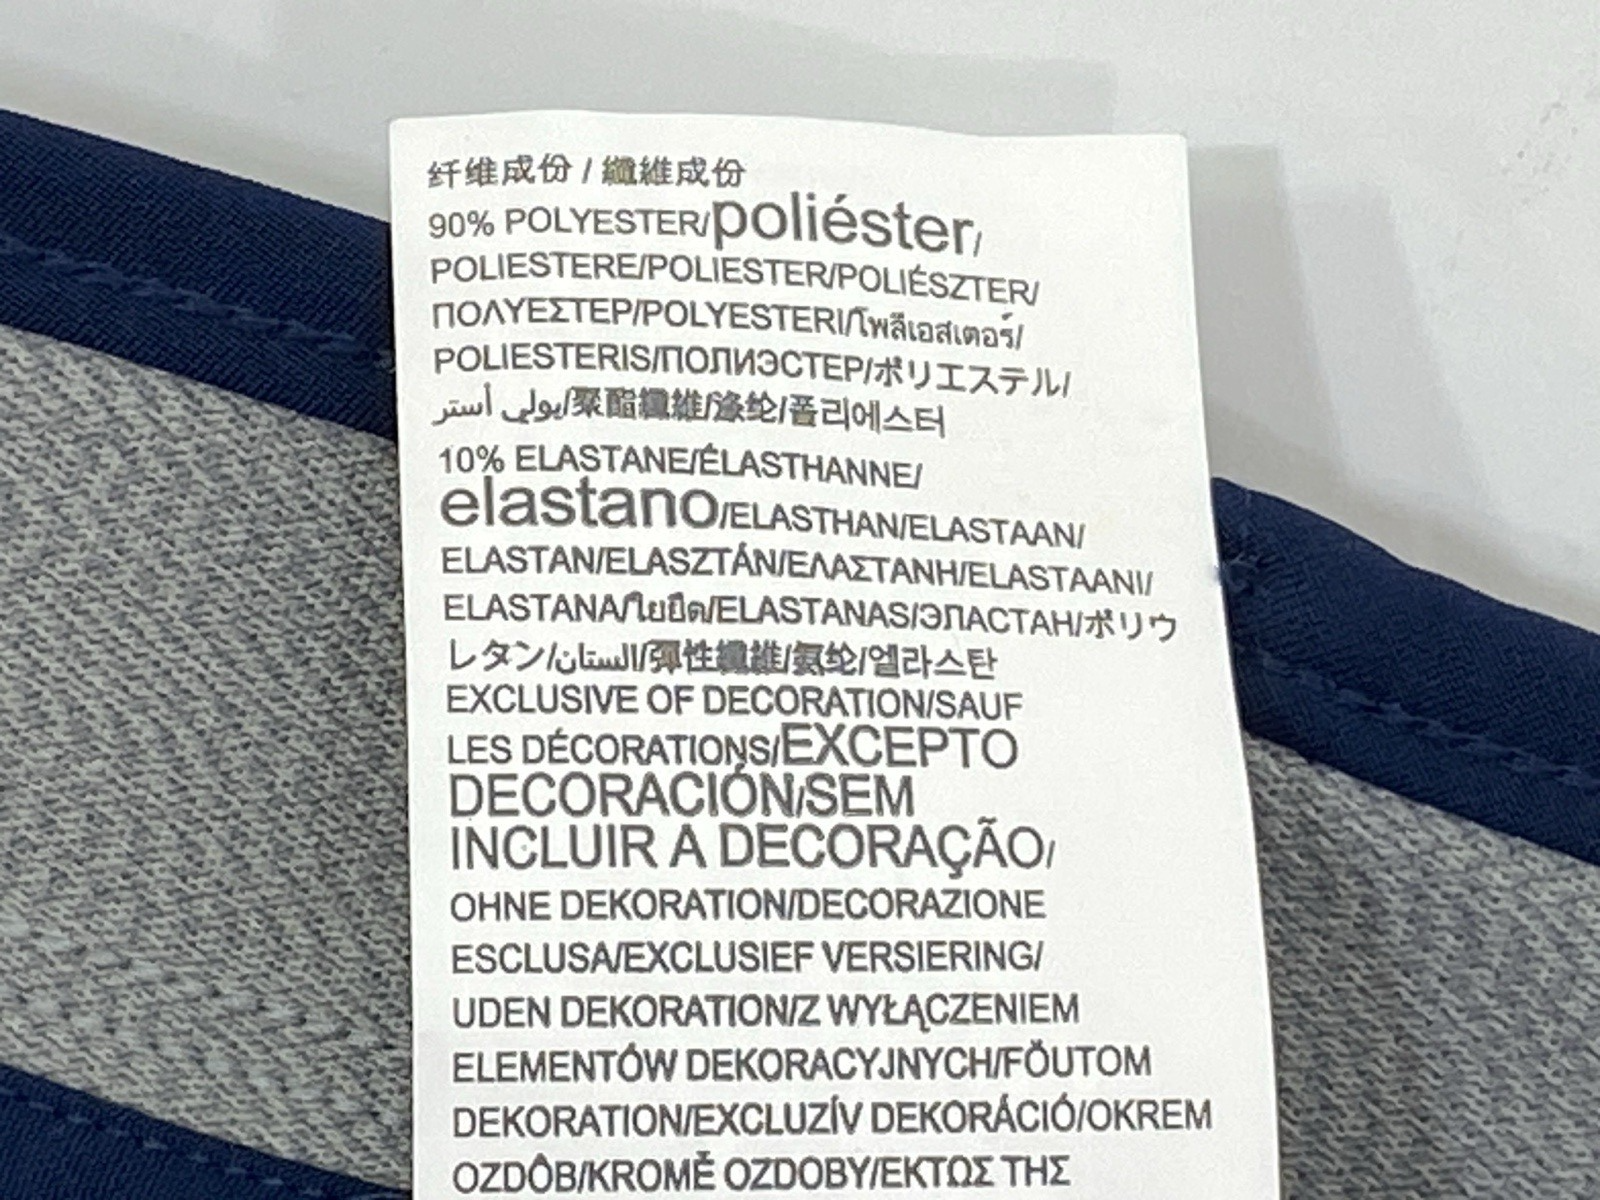 纤维成份 / 纖維成份
90% POLYESTER/poliéster/
POLIESTERE/POLIESTER/POLIÉSZTER/
ΠΟΛΥΕΣΤΕΡ/POLYESTERI/โพลีเอสเตอร์/
POLIESTERIS/ПОЛИЭСТЕР/ポリエステル/
بولي أستر/聚酯纖維/涤纶/폴리에스터
10% ELASTANE/ÉLASTHANNE/
elastano/ELASTHAN/ELASTAAN/
ELASTAN/ELASZTÁN/ΕΛΑΣΤΑΝΗ/ELASTAANI/
ELASTANA/ใยยืด/ELASTANAS/ЭЛАСТАН/ポリウ
レタン/الستان/彈性纖維/氨纶/엘라스탄
EXCLUSIVE OF DECORATION/SAUF
LES DÉCORATIONS/EXCEPTO
DECORACIÓN/SEM
INCLUIR A DECORAÇÃO/
OHNE DEKORATION/DECORAZIONE
ESCLUSA/EXCLUSIEF VERSIERING/
UDEN DEKORATION/Z WYŁĄCZENIEM
ELEMENTÓW DEKORACYJNYCH/FÖUTOM
DEKORATION/EXCLUZÍV DEKORÁCIÓ/OKREM
OZDÔB/KROMĚ OZDOBY/ΕΚΤΩΣ ΤΗΣ